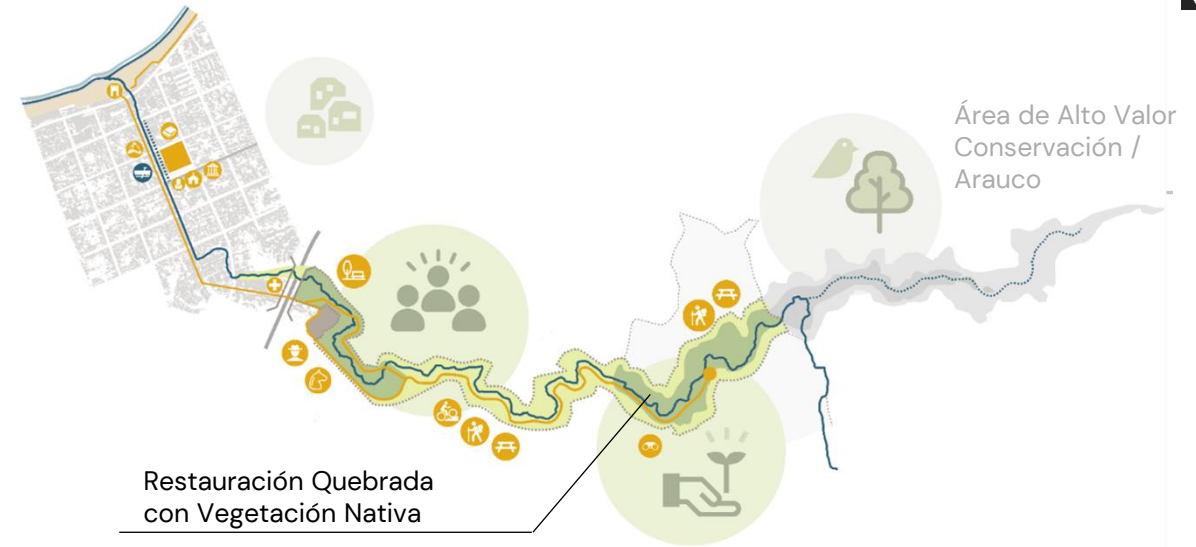 Área de Alto Valor
Conservación /
Arauco
Restauración Quebrada
con Vegetación Nativa